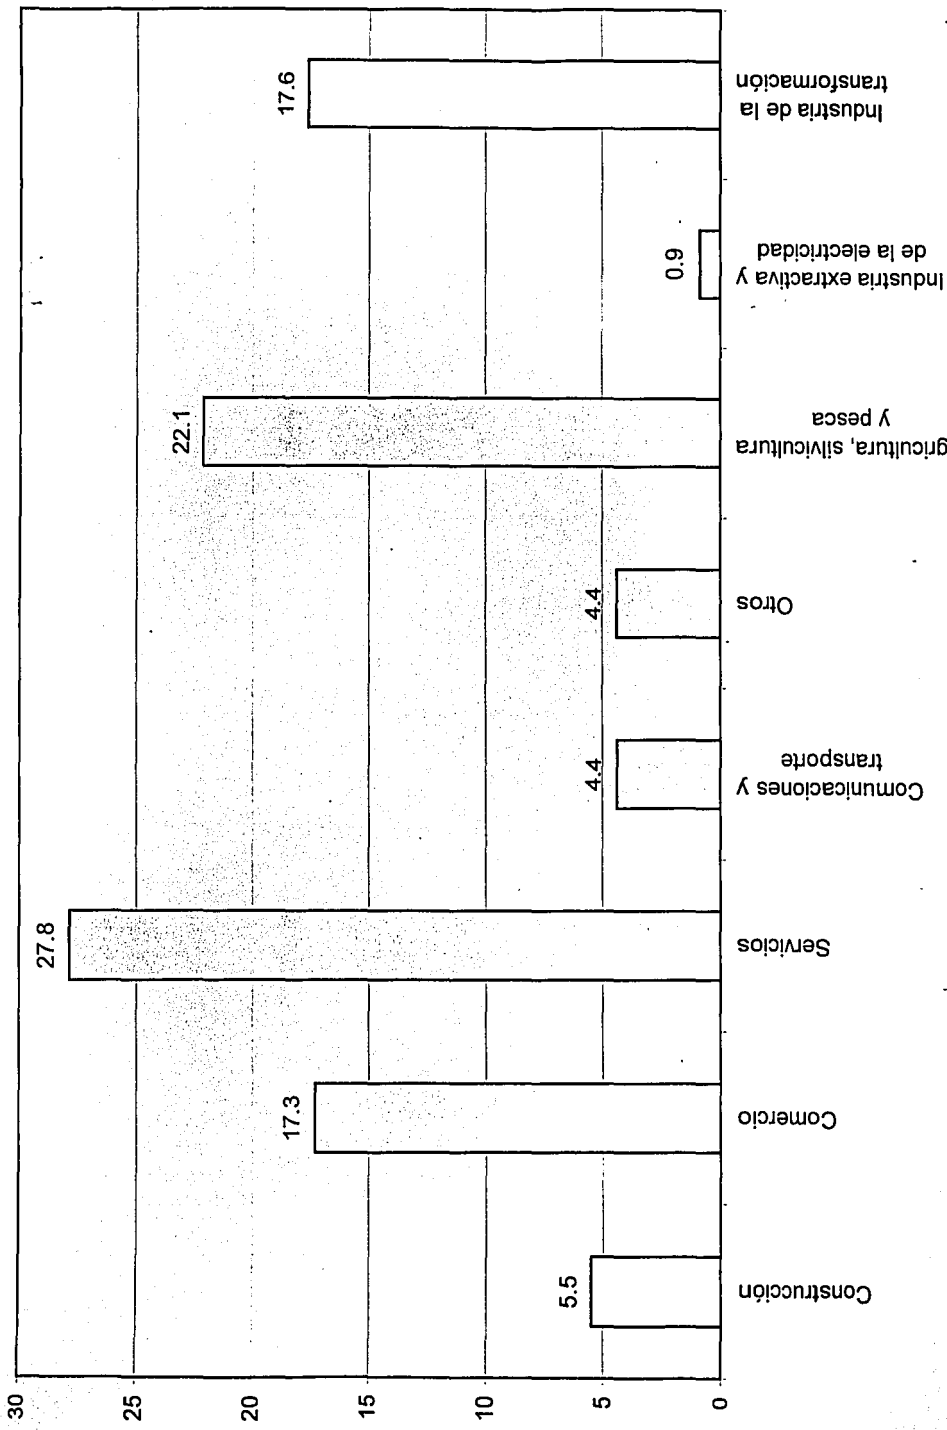 30
25
20
15
10
5
0
5.5
17.3
27.8
4.4
4.4
22.1
0.9
17.6
Construcción
Comercio
Servicios
Comunicaciones y
transporte
Otros
gricultura, silvicultura
y pesca
Industria extractiva y
de la electricidad
Industria de la
transformación